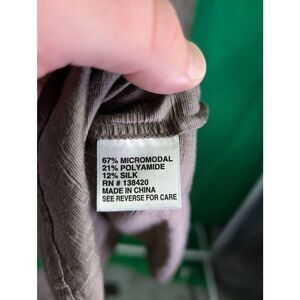 67% MICROMODAL
21% POLYAMIDE
12% SILK
RN # 138420
MADE IN CHINA
SEE REVERSE FOR CARE